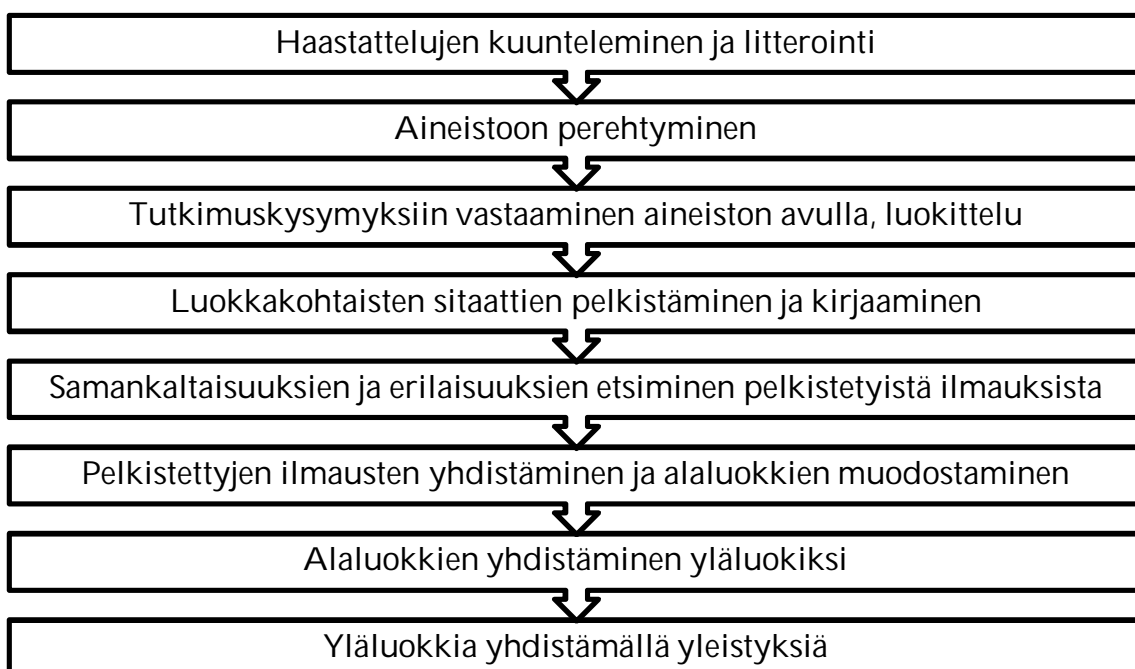 Haastattelujen kuunteleminen ja litterointi
Aineistoon perehtyminen
Tutkimuskysymyksiin vastaaminen aineiston avulla, luokittelu
Luokkakohtaisten sitaattien pelkistäminen ja kirjaaminen
Samankaltaisuuksien ja erilaisuuksien etsiminen pelkistetyistä ilmauksista
Pelkistettyjen ilmausten yhdistäminen ja alaluokkien muodostaminen
Alaluokkien yhdistäminen yläluokiksi
Yläluokkia yhdistämällä yleistyksiä